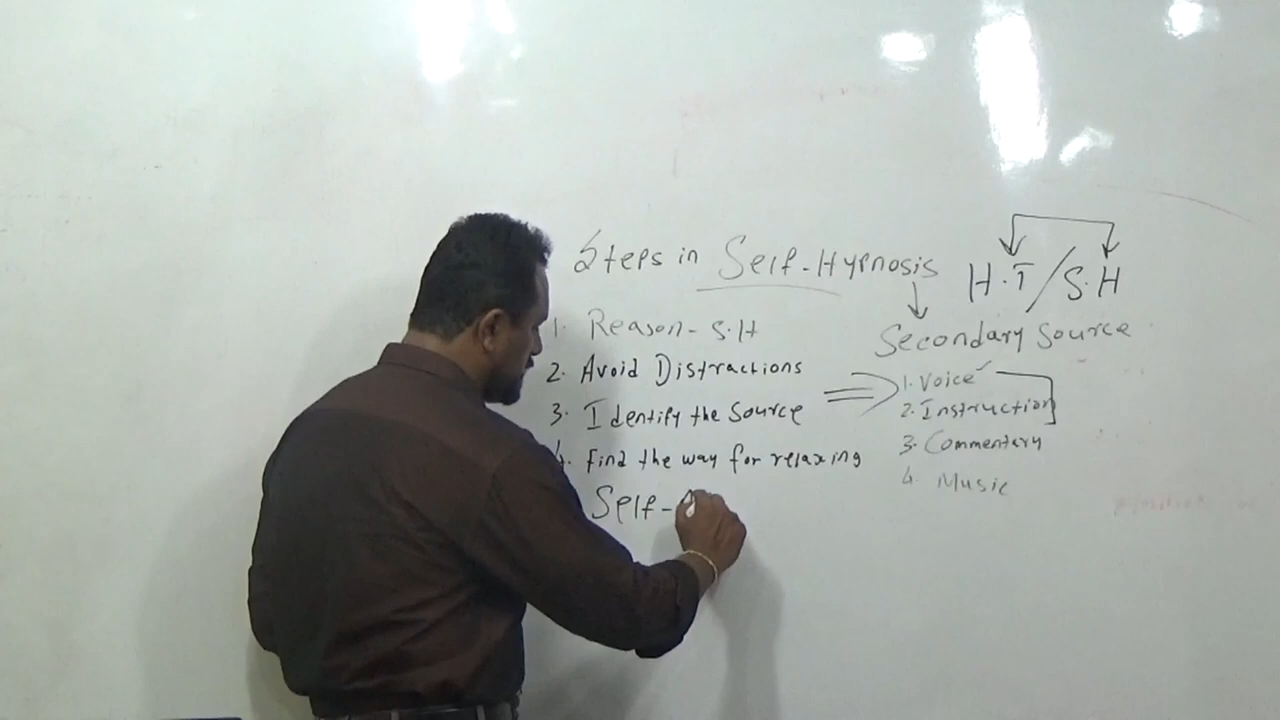 Steps in Self-Hypnosis H.T/S.H
Secondary Source
1. Reason - S.H
2. Avoid Distractions
3. Identify the Source
4. Find the way for relaxing
Self-
1. Voice ✓
2. Instruction
3. Commentary
4. Music